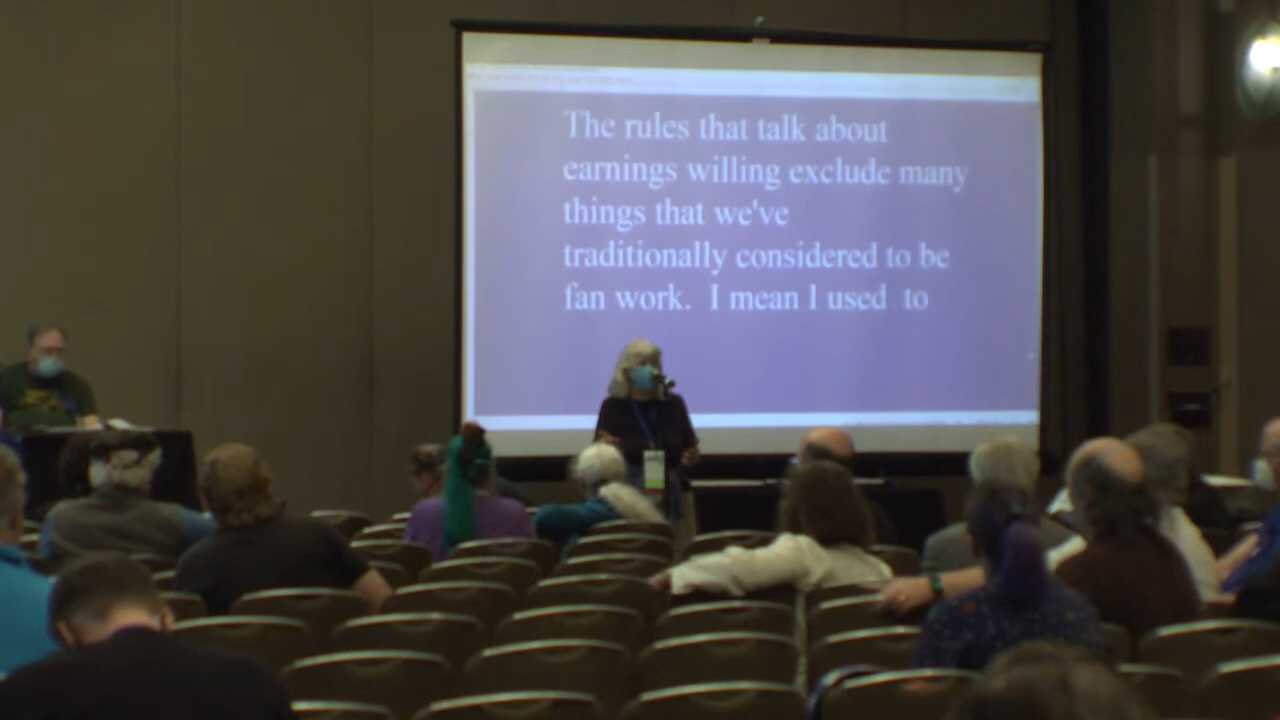 The rules that talk about
earnings willing exclude many
things that we've
traditionally considered to be
fan work.  I mean I used  to